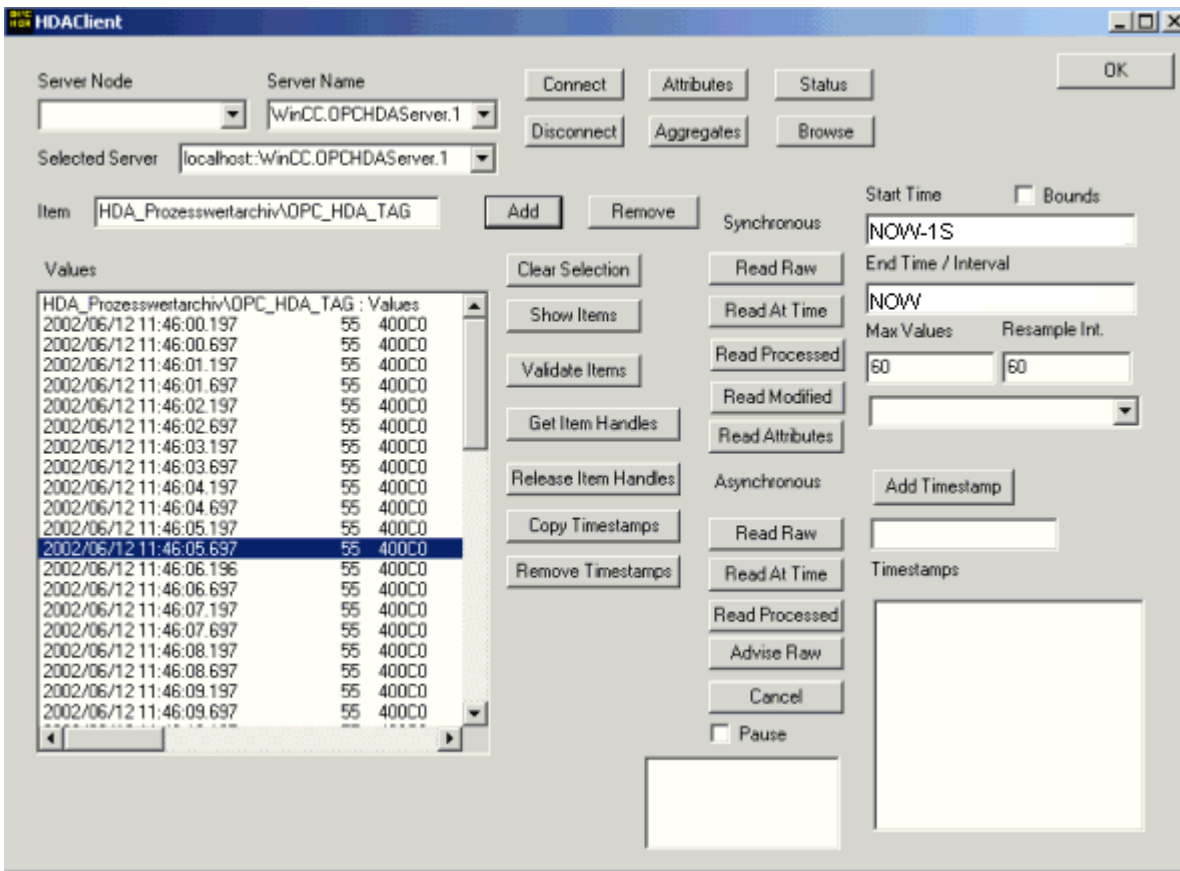 OPC HDA HDAClient
OK
Server Node Server Name
Connect Attributes Status
WinCC.OPCHDAServer.1
Disconnect Aggregates Browse
Selected Server localhost::WinCC.OPCHDAServer.1
Item HDA_Prozesswertarchiv\OPC_HDA_TAG Add Remove
Values
HDA_Prozesswertarchiv\OPC_HDA_TAG : Values
2002/06/12 11:46:00.197 55 400C0
2002/06/12 11:46:00.697 55 400C0
2002/06/12 11:46:01.197 55 400C0
2002/06/12 11:46:01.697 55 400C0
2002/06/12 11:46:02.197 55 400C0
2002/06/12 11:46:02.697 55 400C0
2002/06/12 11:46:03.197 55 400C0
2002/06/12 11:46:03.697 55 400C0
2002/06/12 11:46:04.197 55 400C0
2002/06/12 11:46:04.697 55 400C0
2002/06/12 11:46:05.197 55 400C0
2002/06/12 11:46:05.697 55 400C0
2002/06/12 11:46:06.196 55 400C0
2002/06/12 11:46:06.697 55 400C0
2002/06/12 11:46:07.197 55 400C0
2002/06/12 11:46:07.697 55 400C0
2002/06/12 11:46:08.197 55 400C0
2002/06/12 11:46:08.697 55 400C0
2002/06/12 11:46:09.197 55 400C0
2002/06/12 11:46:09.697 55 400C0
Clear Selection
Show Items
Validate Items
Get Item Handles
Release Item Handles
Copy Timestamps
Remove Timestamps
Synchronous
Read Raw
Read At Time
Read Processed
Read Modified
Read Attributes
Asynchronous
Read Raw
Read At Time
Read Processed
Advise Raw
Cancel
Pause
Start Time Bounds
NOW-1S
End Time / Interval
NOW
Max Values Resample Int.
60 60
Add Timestamp
Timestamps